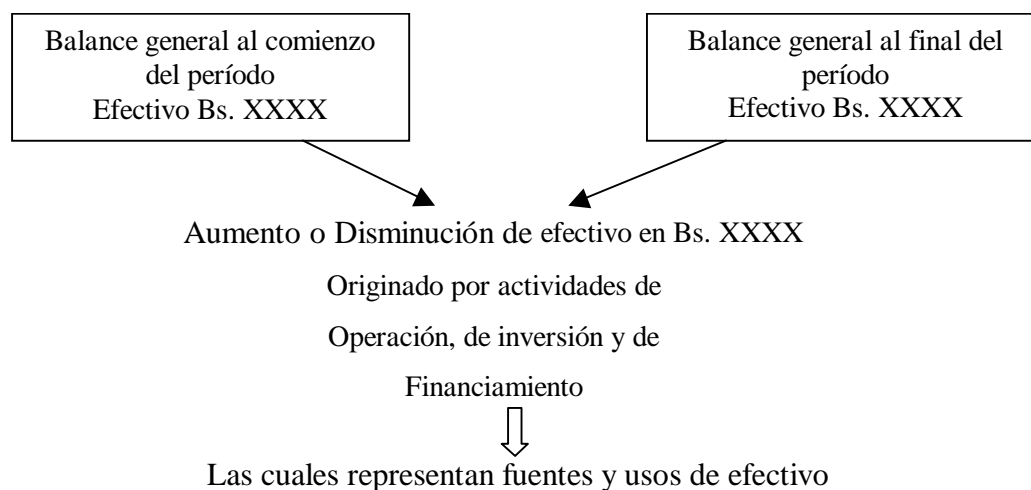 Balance general al comienzo
del período
Efectivo Bs. XXXX
Balance general al final del
período
Efectivo Bs. XXXX
Aumento o Disminución de efectivo en Bs. XXXX
Originado por actividades de
Operación, de inversión y de
Financiamiento
Las cuales representan fuentes y usos de efectivo